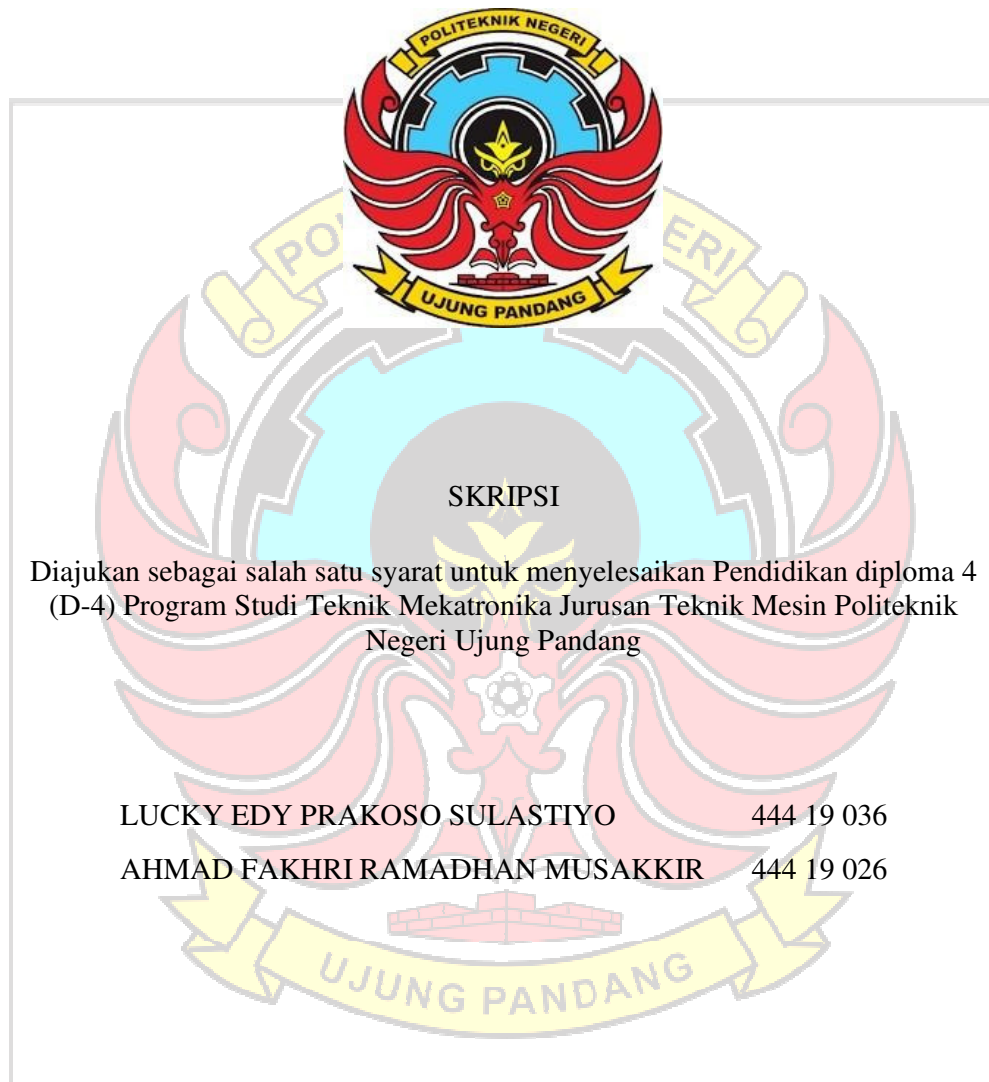 POLITEKNIK NEGERI
UJUNG PANDANG
SKRIPSI
Diajukan sebagai salah satu syarat untuk menyelesaikan Pendidikan diploma 4
(D-4) Program Studi Teknik Mekatronika Jurusan Teknik Mesin Politeknik
Negeri Ujung Pandang
LUCKY EDY PRAKOSO SULASTIYO 444 19 036
AHMAD FAKHRI RAMADHAN MUSAKKIR 444 19 026
UJUNG PANDANG